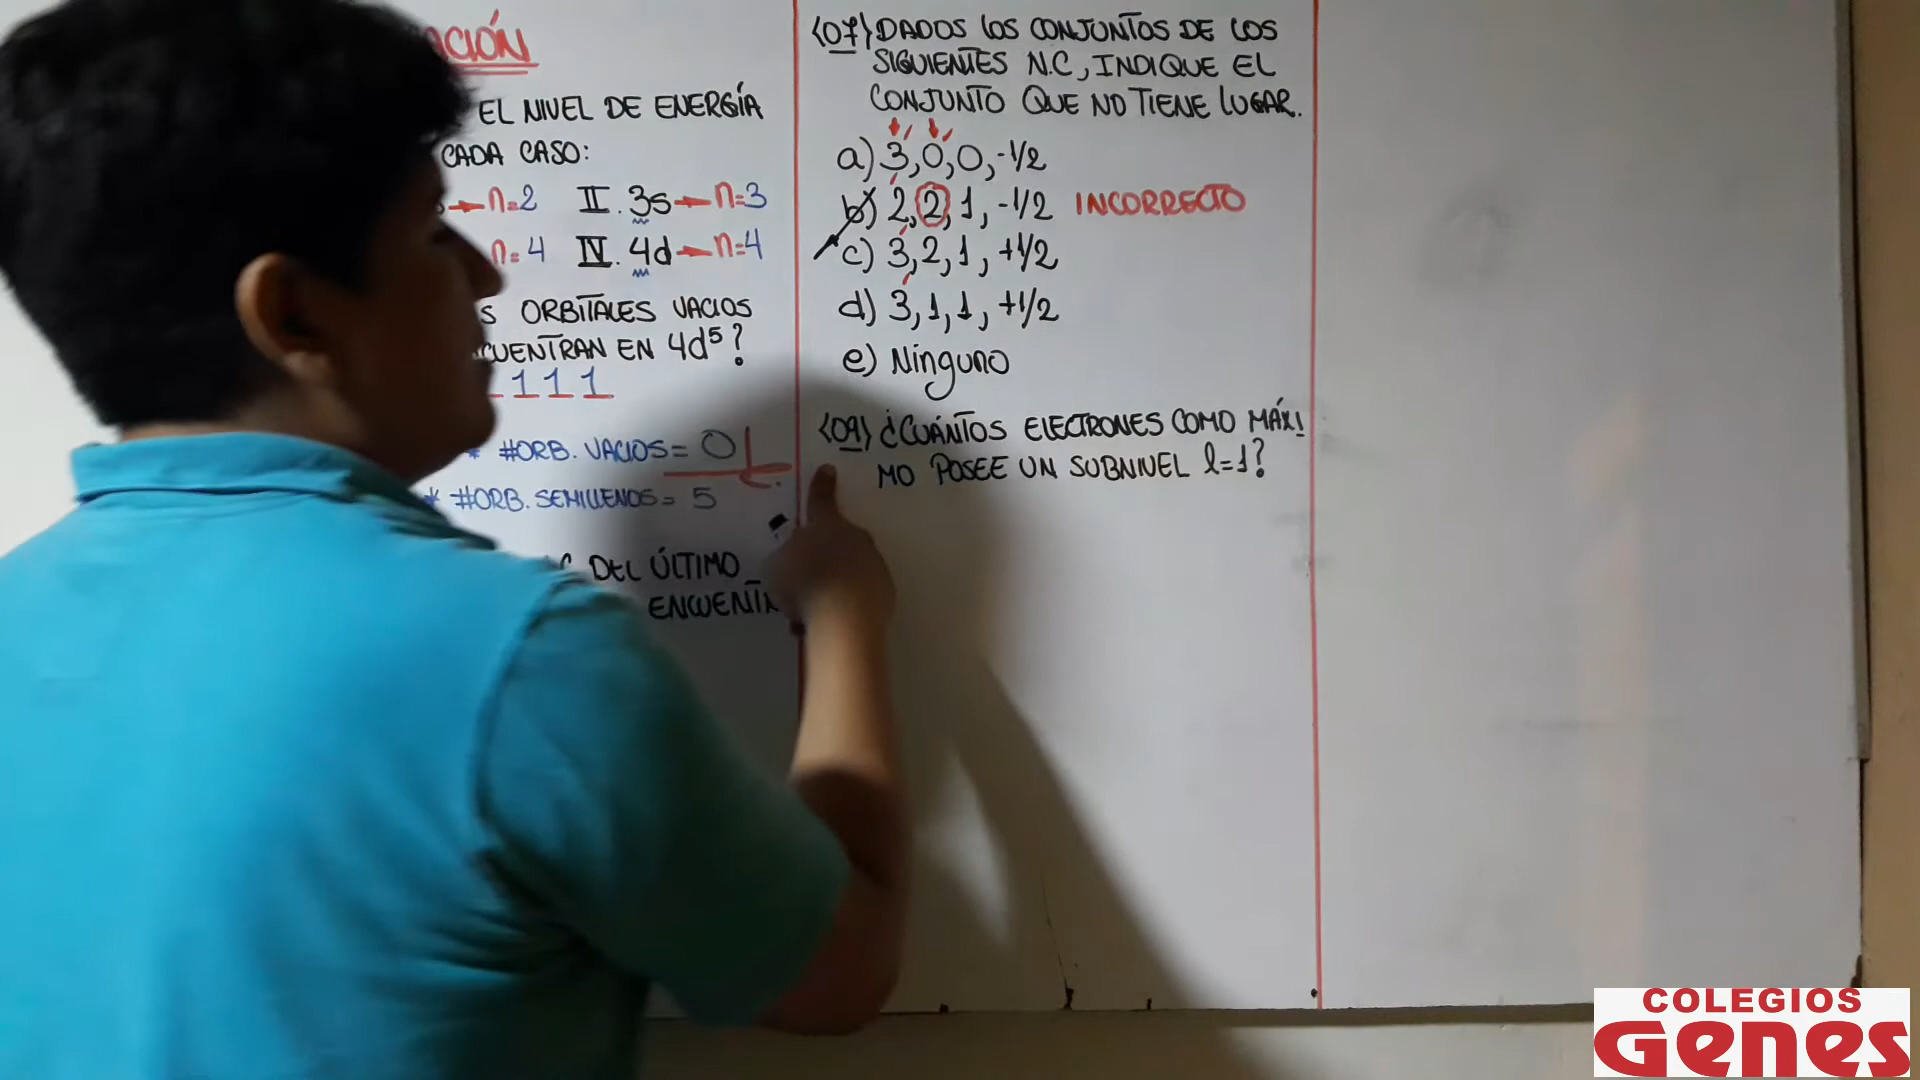 ACIÓN
EL NIVEL DE ENERGÍA
CADA CASO:
n=2 II. 3s n=3
n=4 IV. 4d n=4
S ORBITALES VACIOS
CUENTRAN EN 4d⁵?
1 1 1
* #ORB. VACIOS = 0
* #ORB. SEMILLENOS = 5
DEL ÚLTIMO
<07> DADOS LOS CONJUNTOS DE LOS
SIGUIENTES N.C, INDIQUE EL
CONJUNTO QUE NO TIENE LUGAR.
a) 3, 0, 0, -1/2
b) 2, 2, 1, -1/2 INCORRECTO
c) 3, 2, 1, +1/2
d) 3, 1, 1, +1/2
e) Ninguno
<09> ¿CUÁNTOS ELECTRONES COMO MÁXI
MO POSEE UN SUBNIVEL l=1?
COLEGIOS
Genes